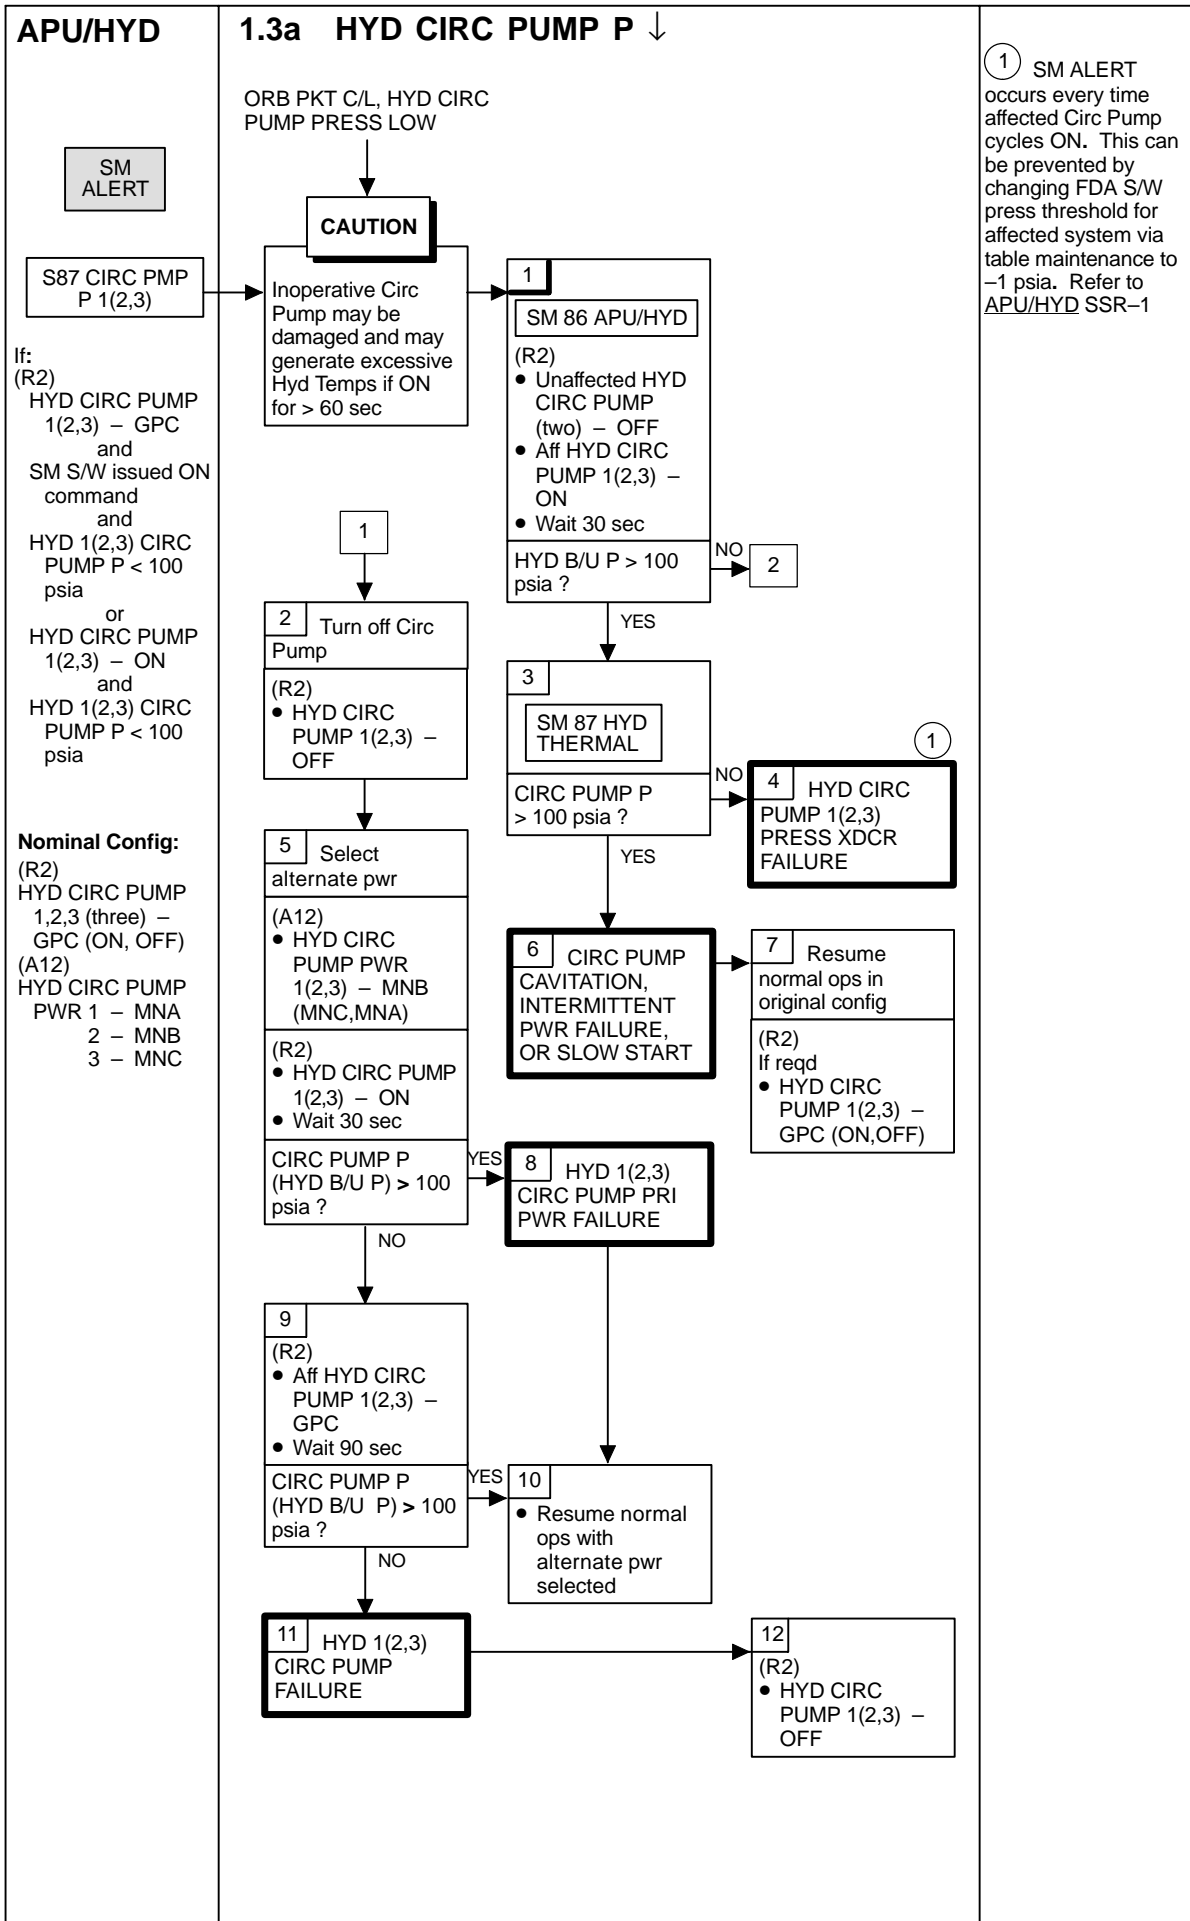 APU/HYD
1.3a HYD CIRC PUMP P ↓
SM
ALERT
S87 CIRC PMP
P 1(2,3)
If:
(R2)
HYD CIRC PUMP
1(2,3) – GPC
and
SM S/W issued ON
command
and
HYD 1(2,3) CIRC
PUMP P < 100
psia
or
HYD CIRC PUMP
1(2,3) – ON
and
HYD 1(2,3) CIRC
PUMP P < 100
psia
Nominal Config:
(R2)
HYD CIRC PUMP
1,2,3 (three) –
GPC (ON, OFF)
(A12)
HYD CIRC PUMP
PWR 1 – MNA
2 – MNB
3 – MNC
ORB PKT C/L, HYD CIRC
PUMP PRESS LOW
CAUTION
Inoperative Circ
Pump may be
damaged and may
generate excessive
Hyd Temps if ON
for > 60 sec
1
SM 86 APU/HYD
(R2)
• Unaffected HYD
CIRC PUMP
(two) – OFF
• Aff HYD CIRC
PUMP 1(2,3) –
ON
• Wait 30 sec
HYD B/U P > 100
psia ?
NO
2
YES
1
2 Turn off Circ
Pump
(R2)
• HYD CIRC
PUMP 1(2,3) –
OFF
3
SM 87 HYD
THERMAL
CIRC PUMP P
> 100 psia ?
NO
1
4 HYD CIRC
PUMP 1(2,3)
PRESS XDCR
FAILURE
YES
5 Select
alternate pwr
(A12)
• HYD CIRC
PUMP PWR
1(2,3) – MNB
(MNC,MNA)
(R2)
• HYD CIRC PUMP
1(2,3) – ON
• Wait 30 sec
CIRC PUMP P
(HYD B/U P) > 100
psia ?
YES
NO
6 CIRC PUMP
CAVITATION,
INTERMITTENT
PWR FAILURE,
OR SLOW START
7 Resume
normal ops in
original config
(R2)
If reqd
• HYD CIRC
PUMP 1(2,3) –
GPC (ON,OFF)
8 HYD 1(2,3)
CIRC PUMP PRI
PWR FAILURE
9
(R2)
• Aff HYD CIRC
PUMP 1(2,3) –
GPC
• Wait 90 sec
CIRC PUMP P
(HYD B/U P) > 100
psia ?
YES
NO
10
• Resume normal
ops with
alternate pwr
selected
11 HYD 1(2,3)
CIRC PUMP
FAILURE
12
(R2)
• HYD CIRC
PUMP 1(2,3) –
OFF
1 SM ALERT
occurs every time
affected Circ Pump
cycles ON. This can
be prevented by
changing FDA S/W
press threshold for
affected system via
table maintenance to
–1 psia. Refer to
APU/HYD SSR–1